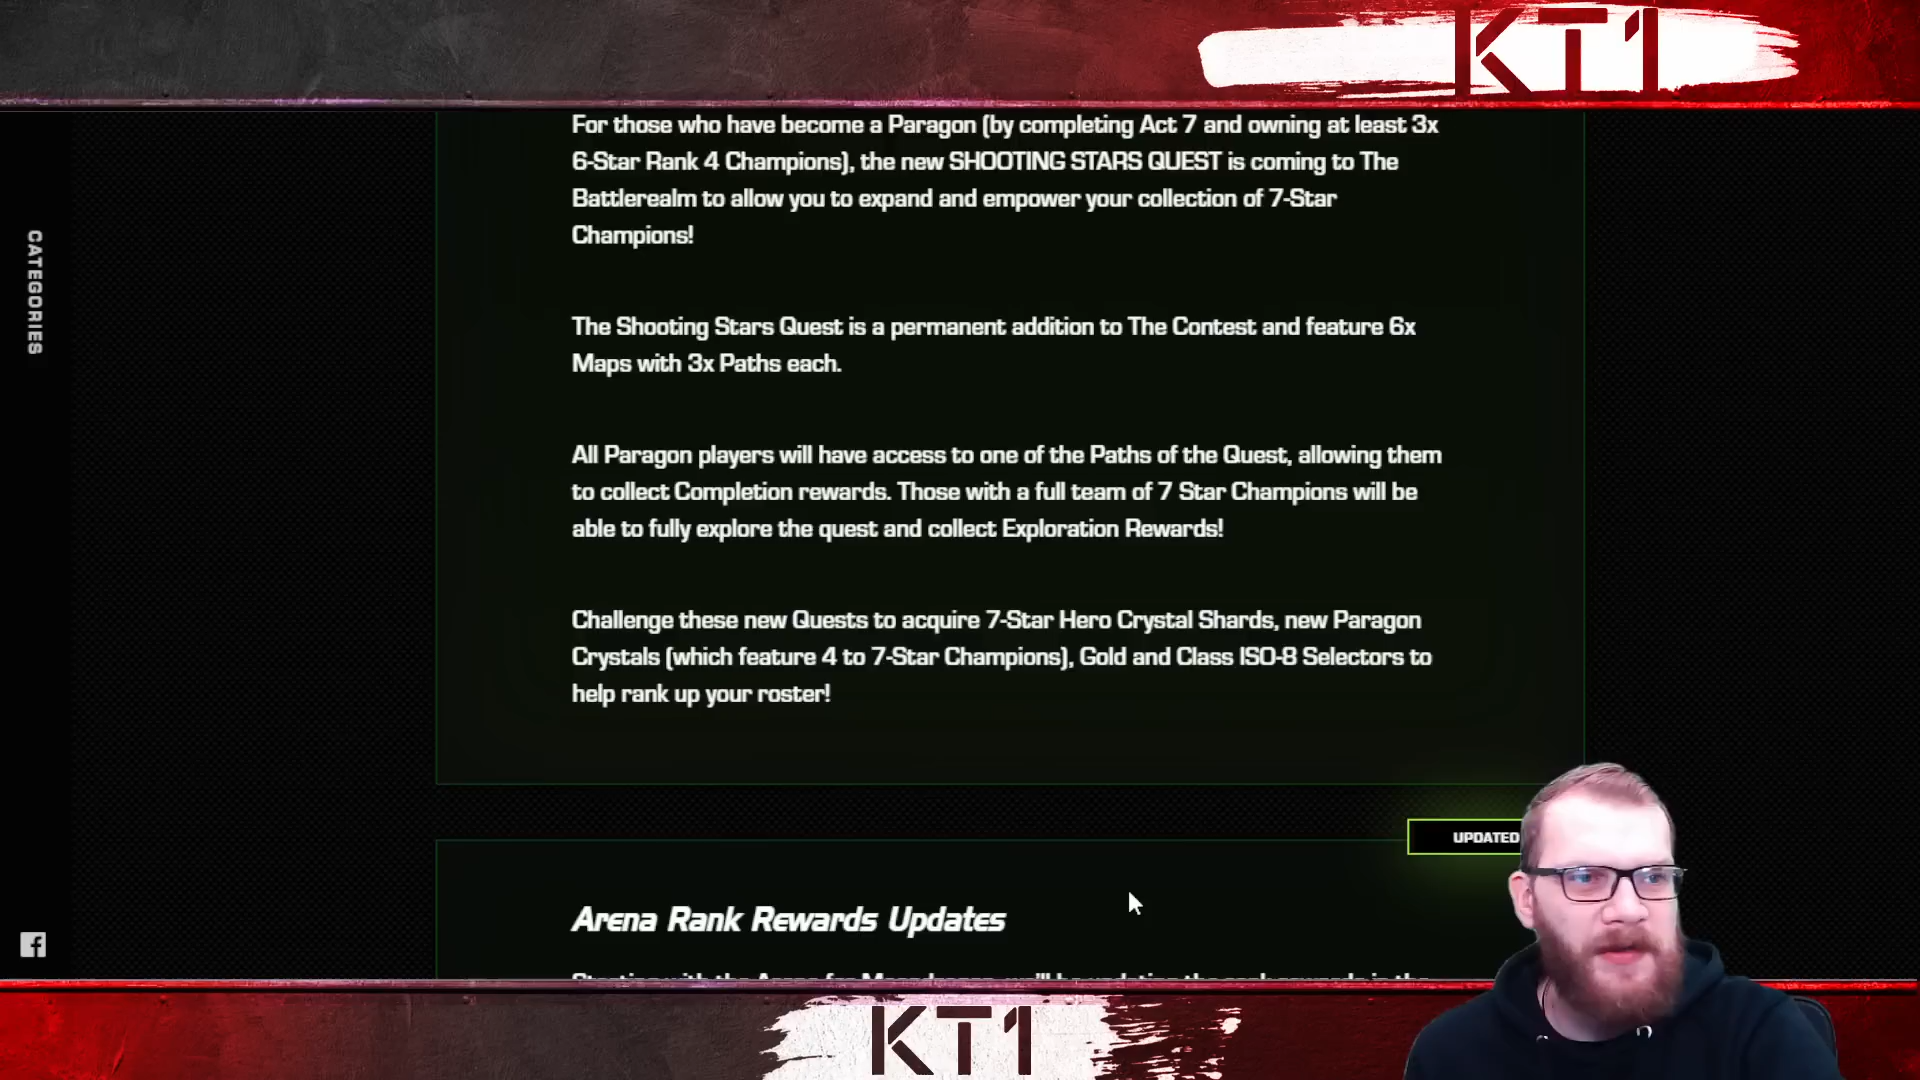 KT1
For those who have become a Paragon (by completing Act 7 and owning at least 3x
6-Star Rank 4 Champions), the new SHOOTING STARS QUEST is coming to The
Battlerealm to allow you to expand and empower your collection of 7-Star
Champions!
CATEGORIES
The Shooting Stars Quest is a permanent addition to The Contest and feature 6x
Maps with 3x Paths each.
All Paragon players will have access to one of the Paths of the Quest, allowing them
to collect Completion rewards. Those with a full team of 7 Star Champions will be
able to fully explore the quest and collect Exploration Rewards!
Challenge these new Quests to acquire 7-Star Hero Crystal Shards, new Paragon
Crystals (which feature 4 to 7-Star Champions), Gold and Class ISO-8 Selectors to
help rank up your roster!
UPDATED
Arena Rank Rewards Updates
KT1